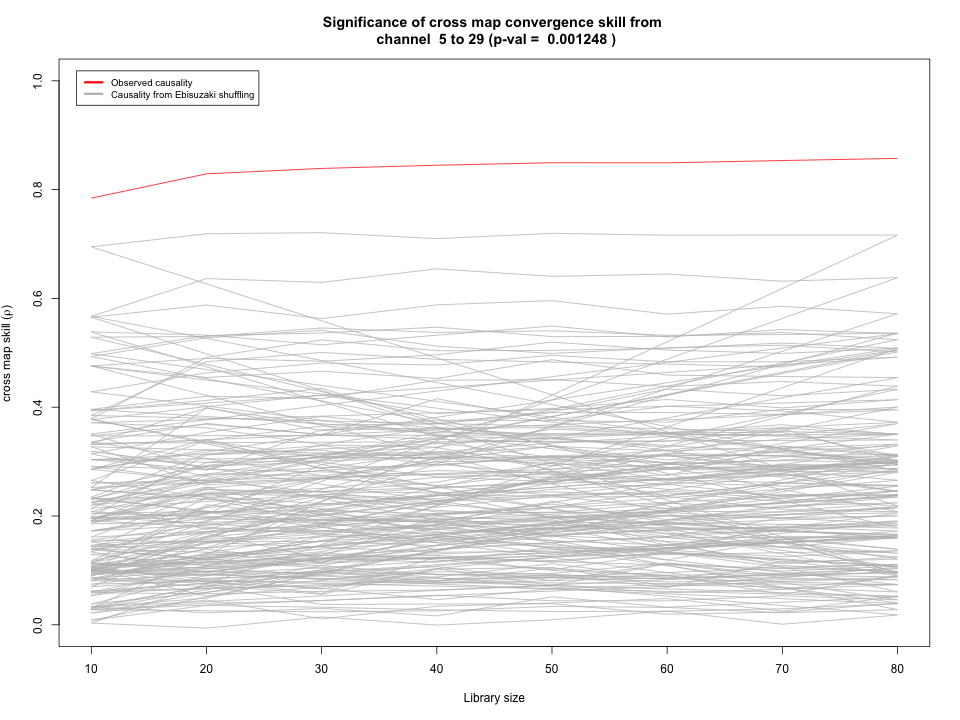 Significance of cross map convergence skill from
channel  5 to 29 (p-val =  0.001248 )
Observed causality
Causality from Ebisuzaki shuffling
cross map skill (ρ)
1.0
0.8
0.6
0.4
0.2
0.0
10 20 30 40 50 60 70 80
Library size